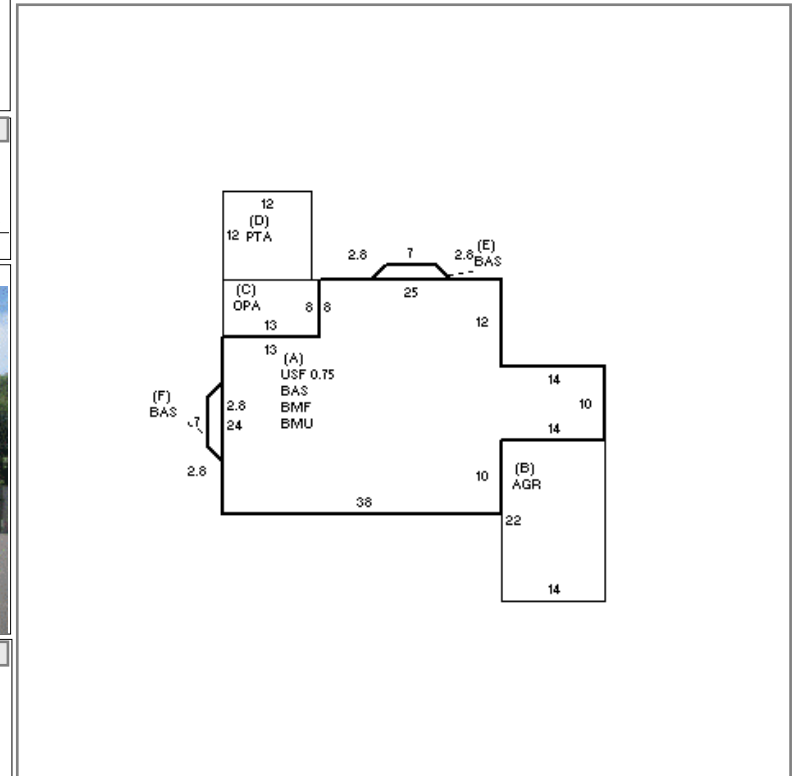 12
(D)
12 PTA
2.8 7 2.8 (E)
BAS
(C)
OPA
8 8
25
13
12
13
(A)
USF 0.75
BAS
BMF
BMU
14
10
14
(F)
BAS
2.8
7
24
2.8
10
(B)
AGR
38
22
14